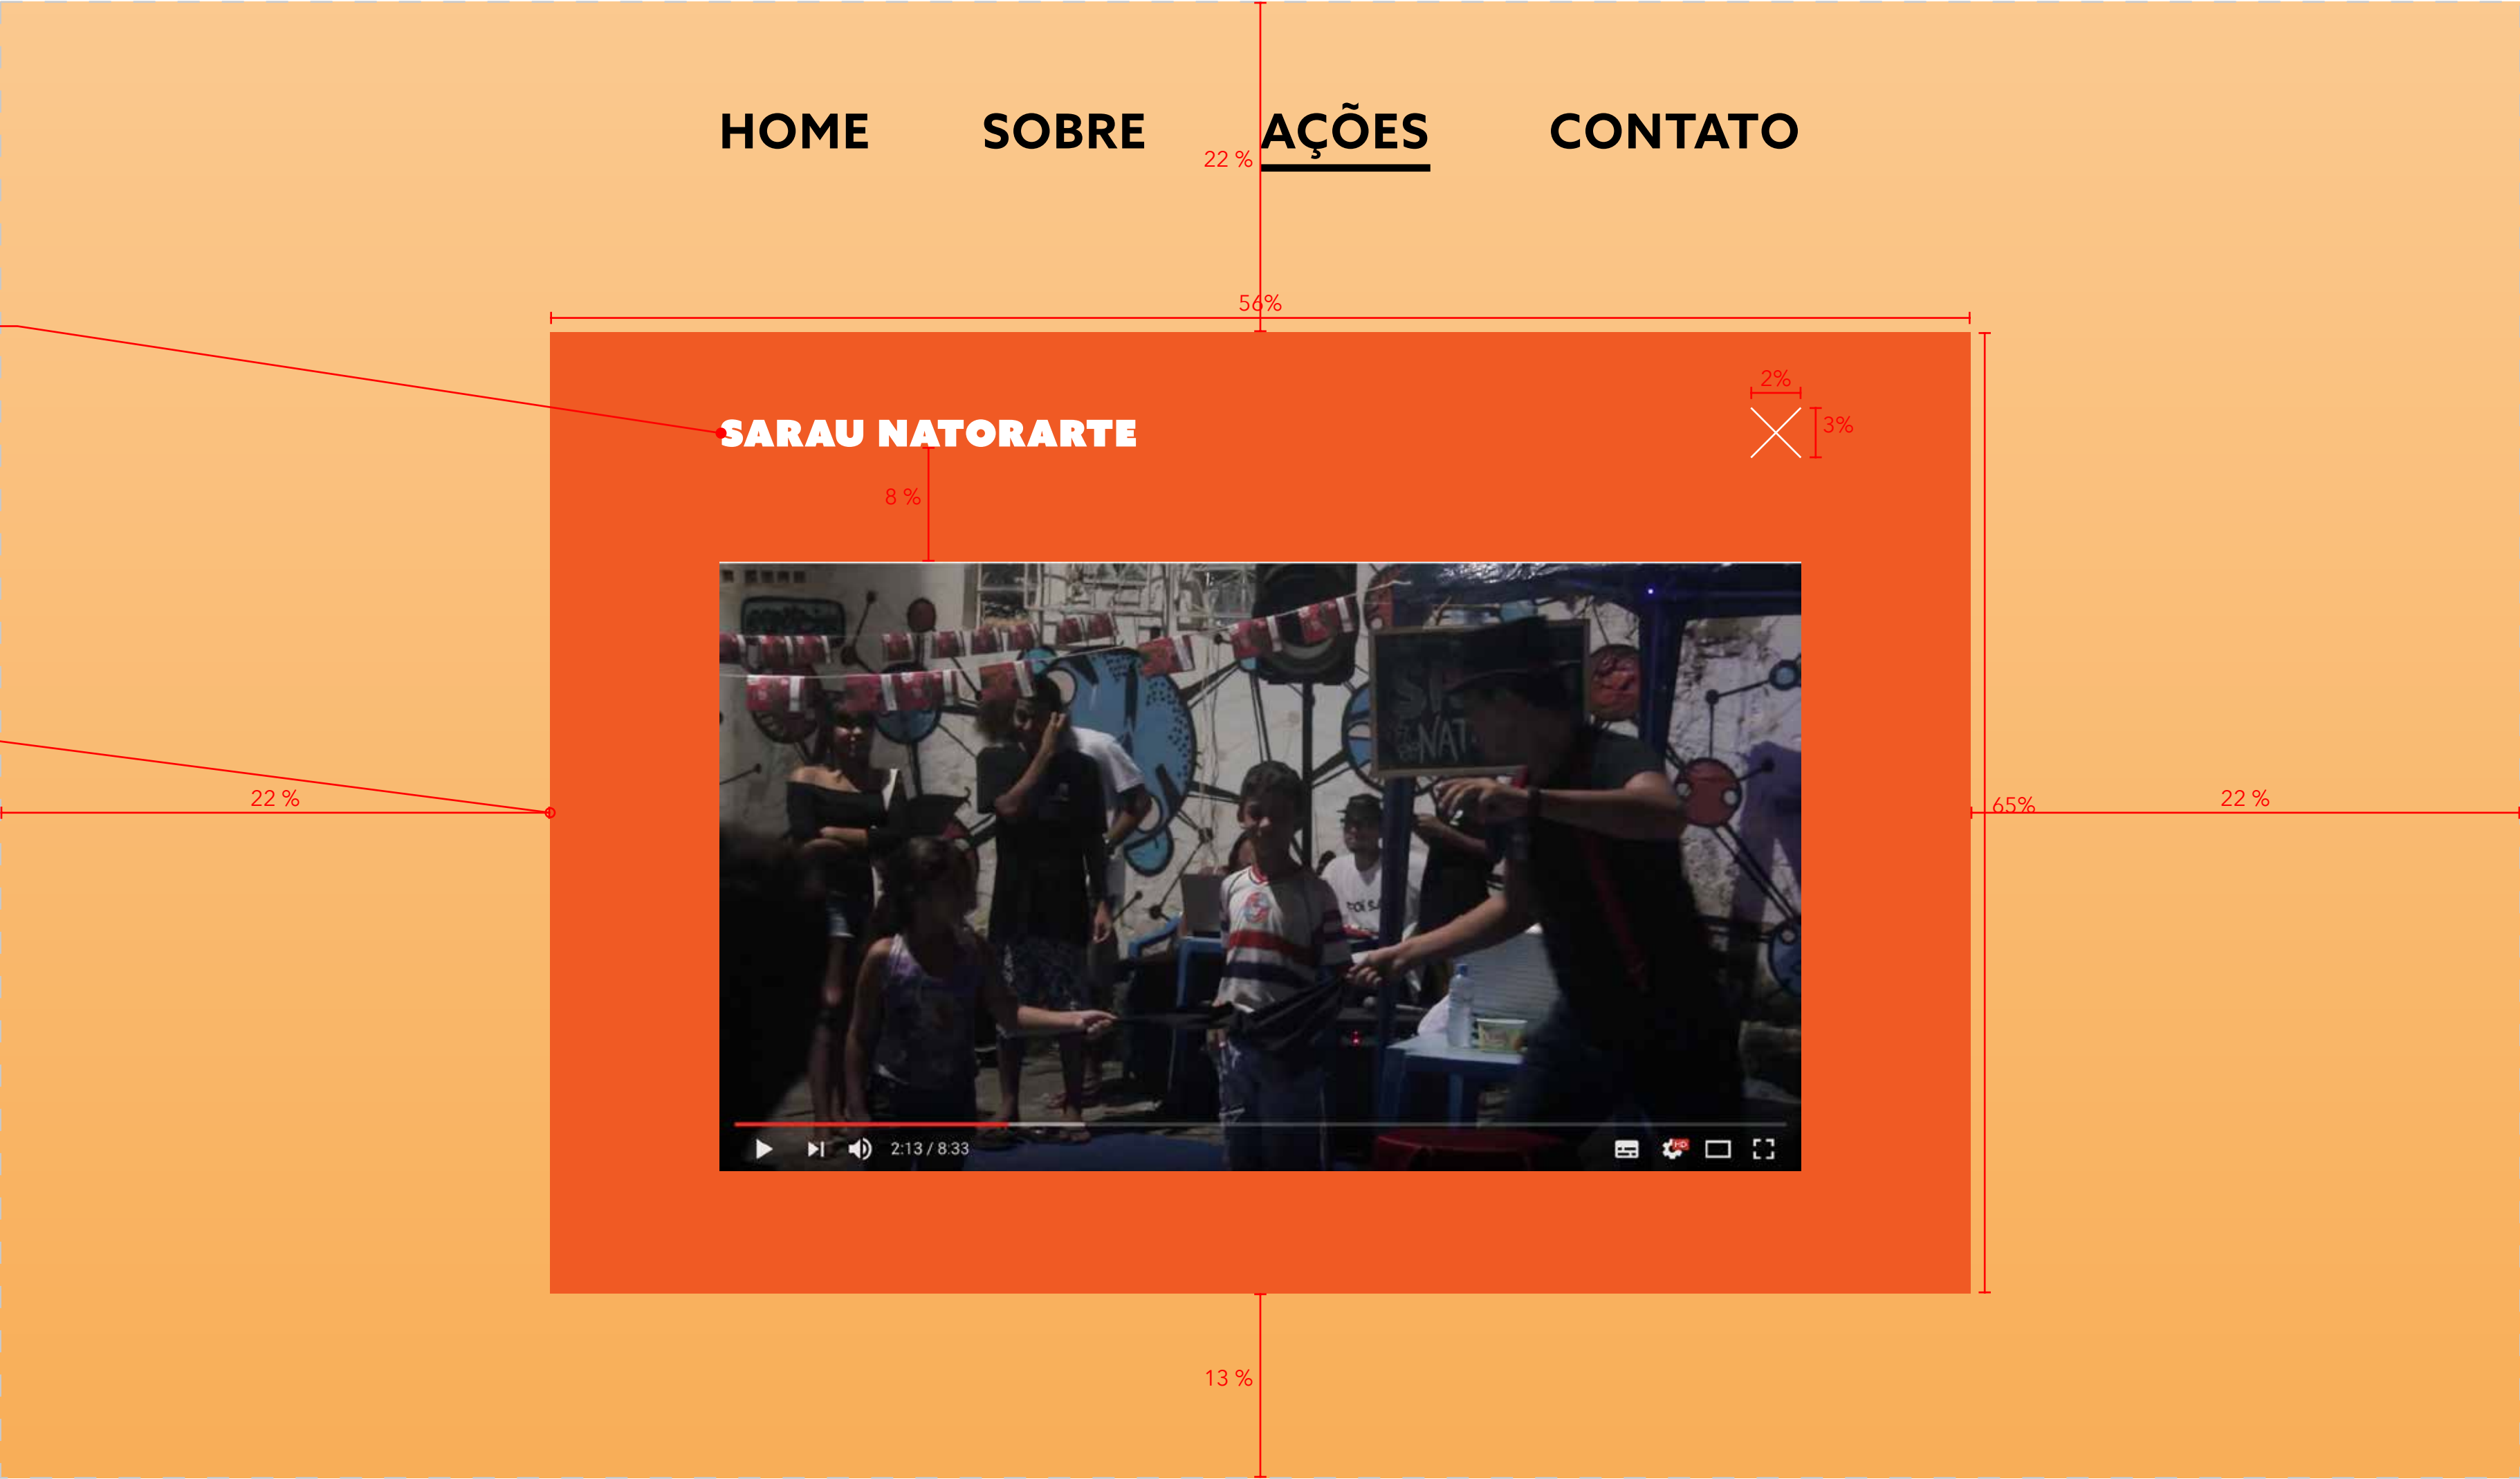 HOME SOBRE AÇÕES CONTATO
22 %
56%
2%
SARAU NATORARTE
3%
8 %
22 %
65%
22 %
2:13 / 8:33
HD
13 %